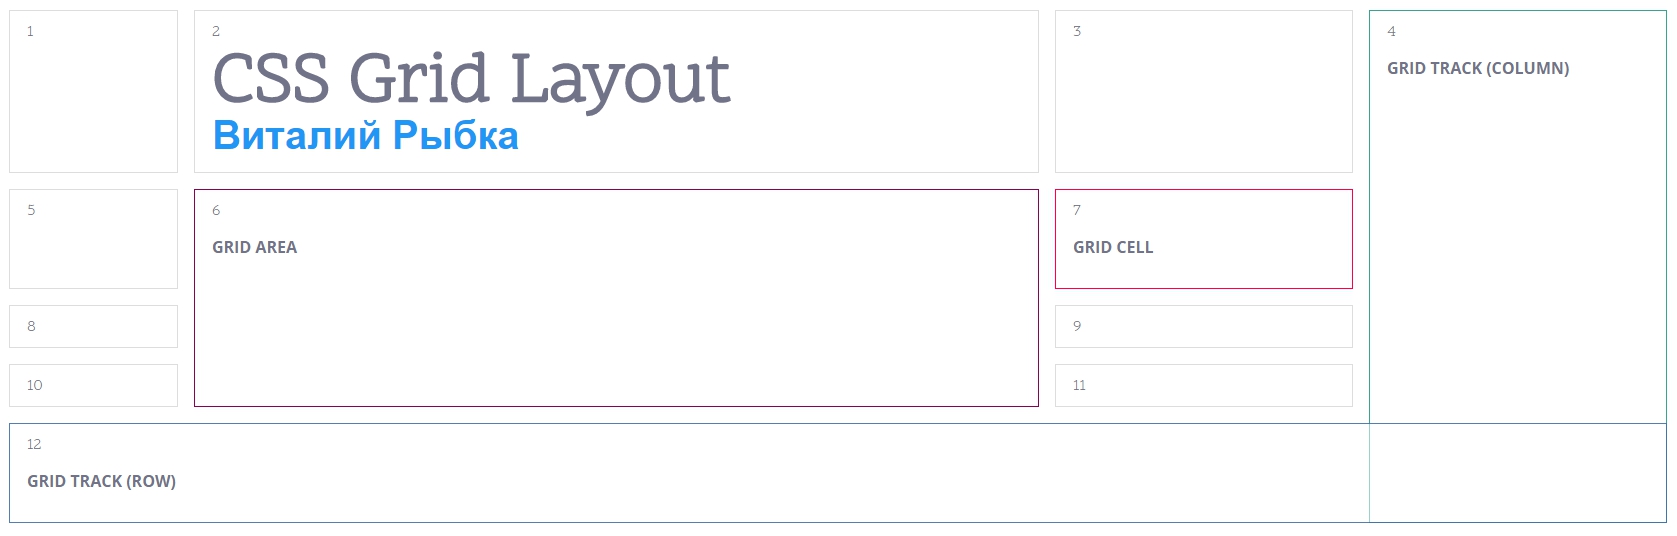 1
2
CSS Grid Layout
Виталий Рыбка
3
4
GRID TRACK (COLUMN)
5
6
GRID AREA
7
GRID CELL
8
9
10
11
12
GRID TRACK (ROW)